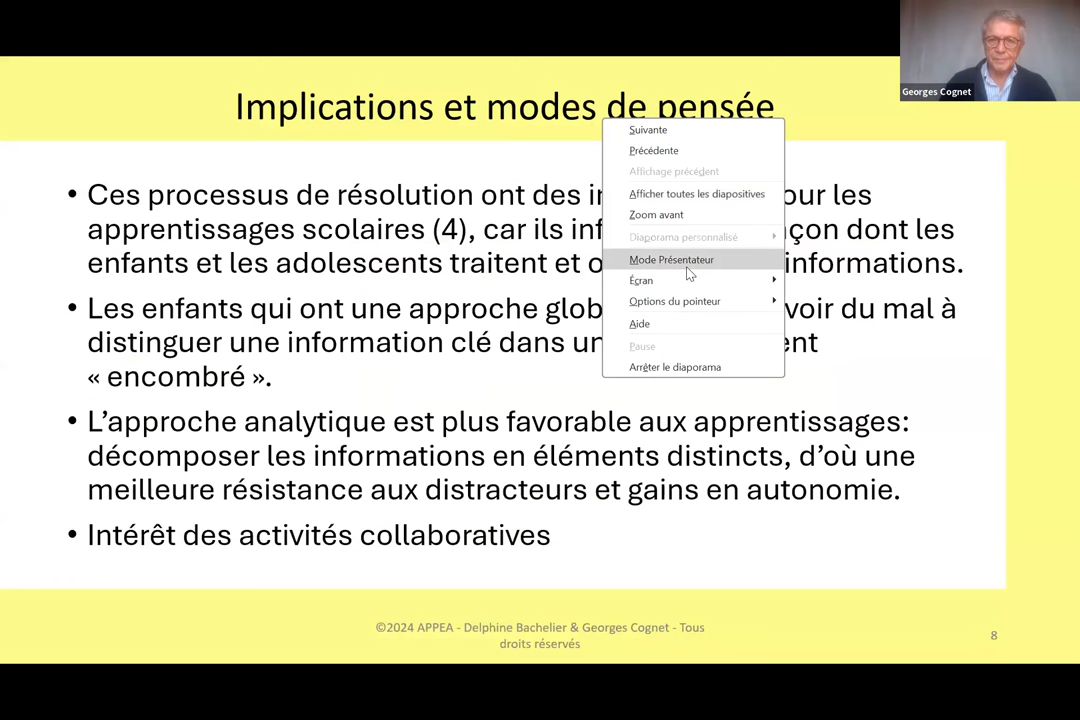 Georges Cognet
Implications et modes de pensée
• Ces processus de résolution ont des in our les
apprentissages scolaires (4), car ils inf çon dont les
enfants et les adolescents traitent et o informations.
• Les enfants qui ont une approche glob voir du mal à
distinguer une information clé dans un ent
« encombré ».
• L’approche analytique est plus favorable aux apprentissages:
décomposer les informations en éléments distincts, d’où une
meilleure résistance aux distracteurs et gains en autonomie.
• Intérêt des activités collaboratives
Suivante
Précédente
Affichage précédent
Afficher toutes les diapositives
Zoom avant
Diaporama personnalisé
Mode Présentateur
Écran
Options du pointeur
Aide
Pause
Arrêter le diaporama
©2024 APPEA - Delphine Bachelier & Georges Cognet - Tous
droits réservés
8